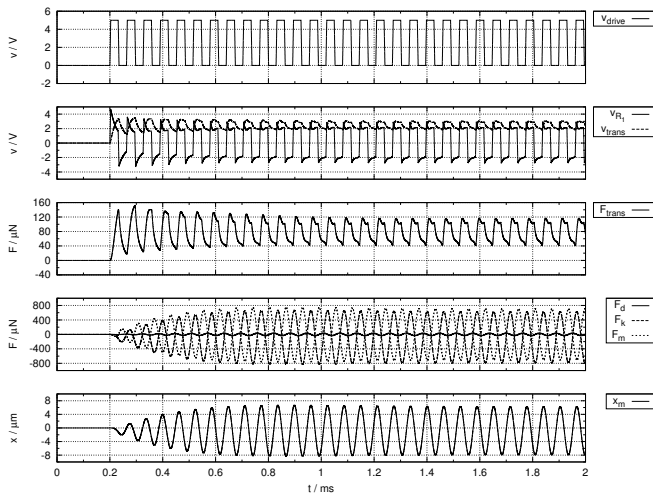 6
4
2
0
-2
v / V
v_drive
4
2
0
-2
-4
v / V
v_R1
v_trans
160
120
80
40
0
-40
F / μN
F_trans
800
400
0
-400
-800
F / μN
F_d
F_k
F_m
8
4
0
-4
-8
x / μm
x_m
0 0.2 0.4 0.6 0.8 1 1.2 1.4 1.6 1.8 2
t / ms